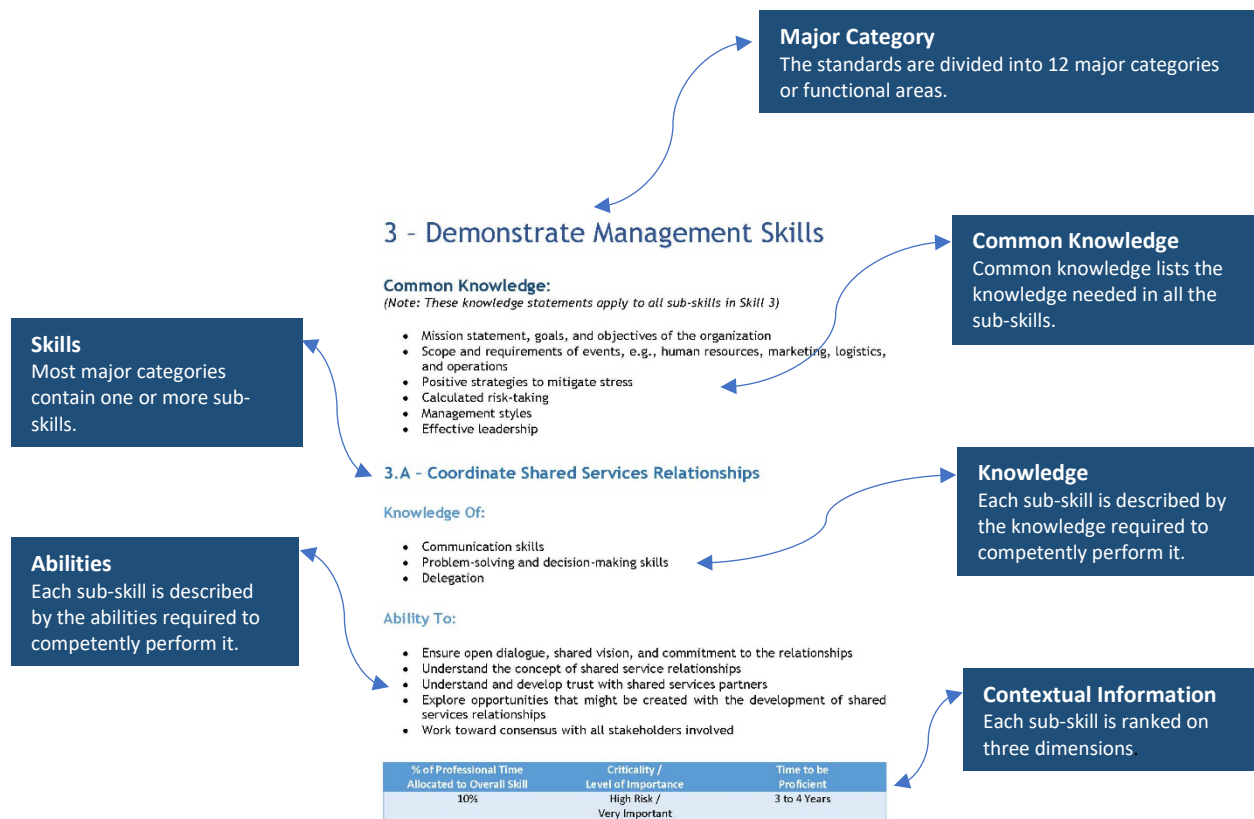 Major Category
The standards are divided into 12 major categories
or functional areas.
3 – Demonstrate Management Skills
Common Knowledge
Common knowledge lists the
knowledge needed in all the
sub-skills.
Common Knowledge:
(Note: These knowledge statements apply to all sub-skills in Skill 3)
• Mission statement, goals, and objectives of the organization
• Scope and requirements of events, e.g., human resources, marketing, logistics,
and operations
• Positive strategies to mitigate stress
• Calculated risk-taking
• Management styles
• Effective leadership
Skills
Most major categories
contain one or more sub-
skills.
3.A – Coordinate Shared Services Relationships
Knowledge
Each sub-skill is described by
the knowledge required to
competently perform it.
Knowledge Of:
• Communication skills
• Problem-solving and decision-making skills
• Delegation
Abilities
Each sub-skill is described
by the abilities required to
competently perform it.
Ability To:
• Ensure open dialogue, shared vision, and commitment to the relationships
• Understand the concept of shared service relationships
• Understand and develop trust with shared services partners
• Explore opportunities that might be created with the development of shared
services relationships
• Work toward consensus with all stakeholders involved
Contextual Information
Each sub-skill is ranked on
three dimensions.
% of Professional Time
Allocated to Overall Skill
Criticality /
Level of Importance
Time to be
Proficient
10%
High Risk /
Very Important
3 to 4 Years